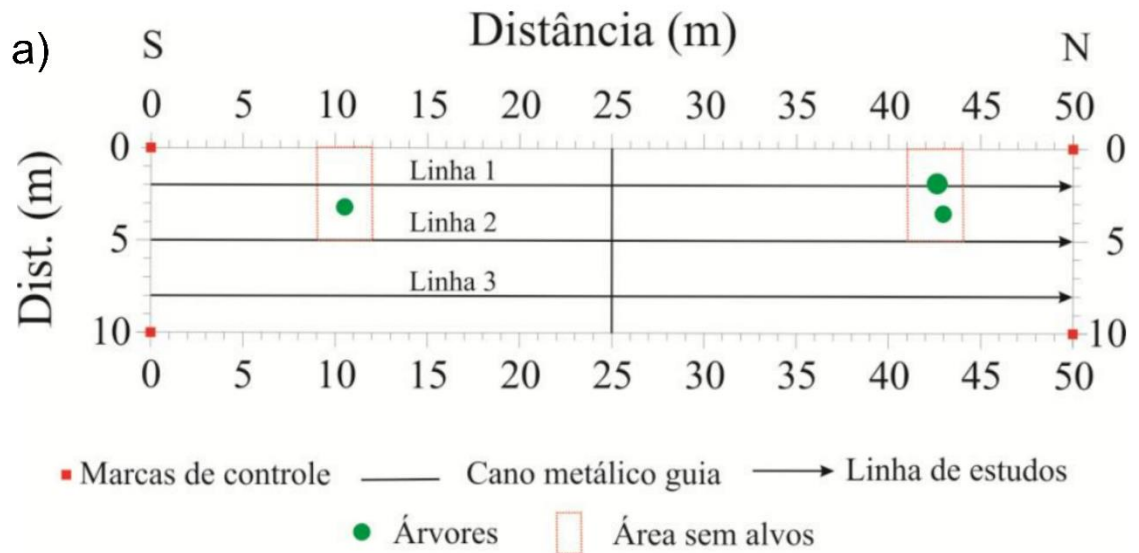 a)
Distância (m)
S N
0 5 10 15 20 25 30 35 40 45 50
0 Linha 1 0
Dist. (m)
5 Linha 2 5
Linha 3
10 10
0 5 10 15 20 25 30 35 40 45 50
Marcas de controle Cano metálico guia Linha de estudos
Árvores Área sem alvos